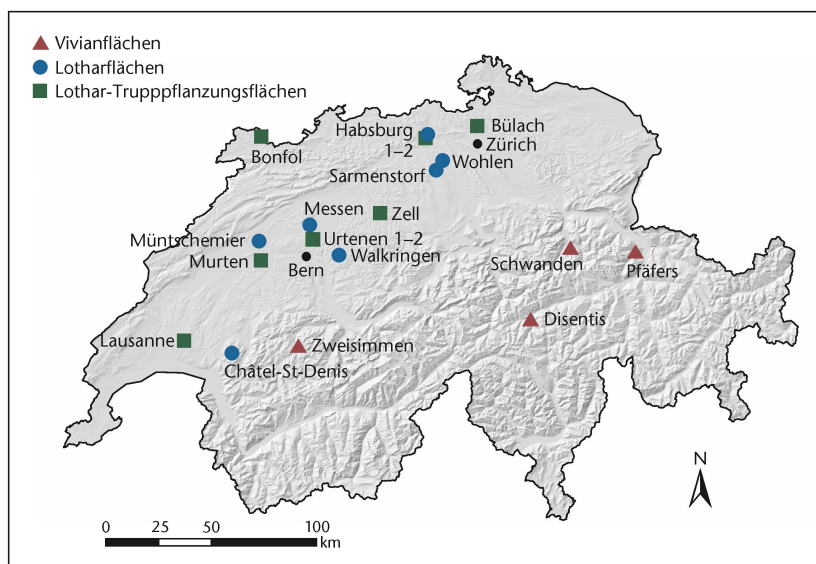 Vivianflächen
Lotharflächen
Lothar-Trupppflanzungsflächen
Habsburg
1–2
Bülach
Zürich
Bonfol
Wohlen
Sarmenstorf
Messen
Zell
Müntschemier
Urtenen 1–2
Murten
Bern
Walkringen
Schwanden
Pfäfers
Disentis
Lausanne
Zweisimmen
Châtel-St-Denis
N
0 25 50 100
km